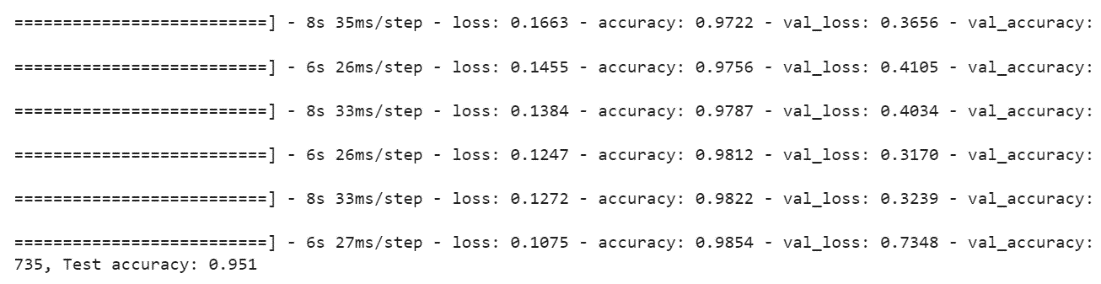 ==========================] - 8s 35ms/step - loss: 0.1663 - accuracy: 0.9722 - val_loss: 0.3656 - val_accuracy:
==========================] - 6s 26ms/step - loss: 0.1455 - accuracy: 0.9756 - val_loss: 0.4105 - val_accuracy:
==========================] - 8s 33ms/step - loss: 0.1384 - accuracy: 0.9787 - val_loss: 0.4034 - val_accuracy:
==========================] - 6s 26ms/step - loss: 0.1247 - accuracy: 0.9812 - val_loss: 0.3170 - val_accuracy:
==========================] - 8s 33ms/step - loss: 0.1272 - accuracy: 0.9822 - val_loss: 0.3239 - val_accuracy:
==========================] - 6s 27ms/step - loss: 0.1075 - accuracy: 0.9854 - val_loss: 0.7348 - val_accuracy:
735, Test accuracy: 0.951